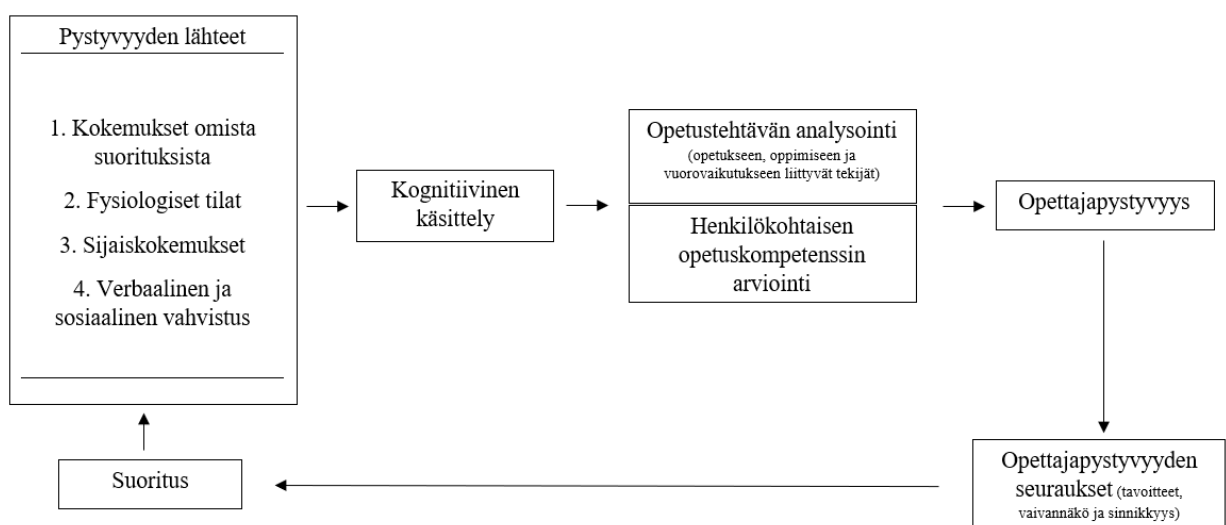 Pystyvyyden lähteet
1. Kokemukset omista
suorituksista
2. Fysiologiset tilat
3. Sijaiskokemukset
4. Verbaalinen ja
sosiaalinen vahvistus
Kognitiivinen
käsittely
Opetustehtävän analysointi
(opetukseen, oppimiseen ja
vuorovaikutukseen liittyvät tekijät)
Henkilökohtaisen
opetuskompetenssin
arviointi
Opettajapystyvyys
Opettajapystyvyyden
seuraukset (tavoitteet,
vaivannäkö ja sinnikkyys)
Suoritus